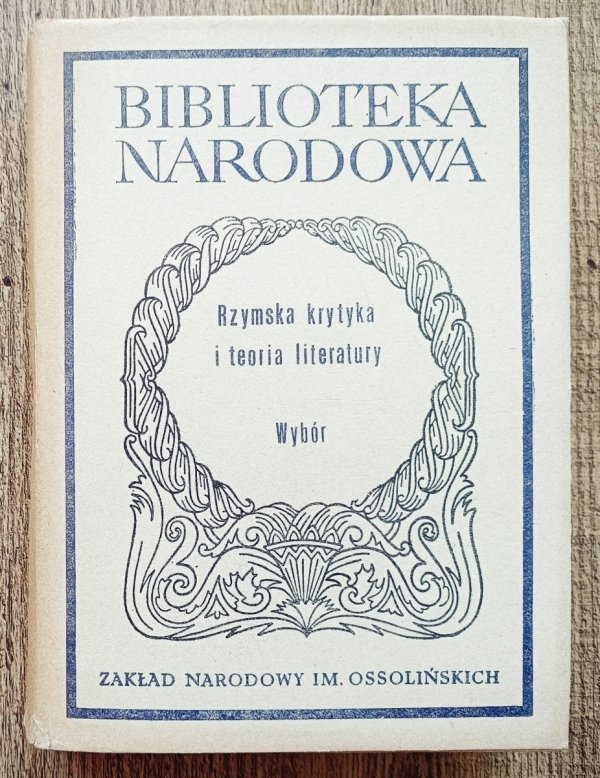 BIBLIOTEKA
NARODOWA
Rzymska krytyka
i teoria literatury
Wybór
ZAKŁAD NARODOWY IM. OSSOLIŃSKICH